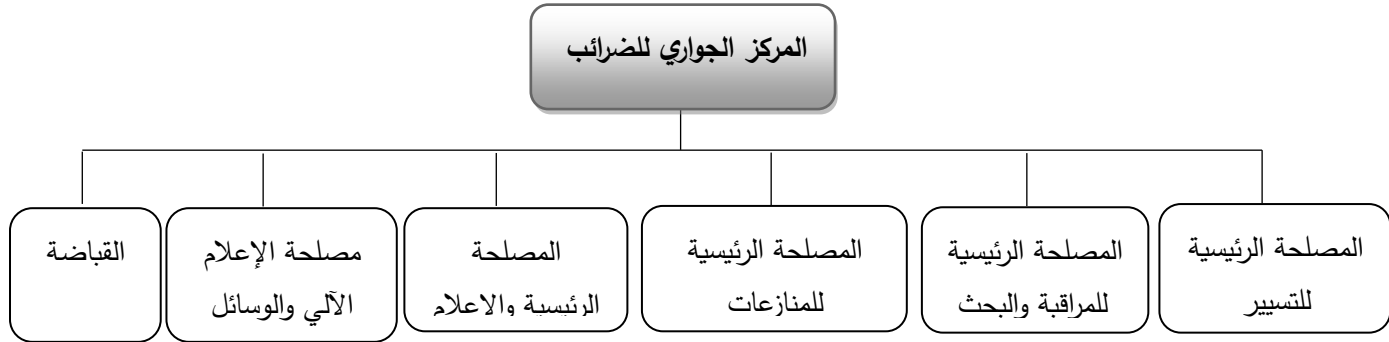 المركز الجواري للضرائب
المصلحة الرئيسية
للتسيير
المصلحة الرئيسية
للمراقبة والبحث
المصلحة الرئيسية
للمنازعات
المصلحة
الرئيسية والاعلام
مصلحة الإعلام
الآلي والوسائل
القباضة